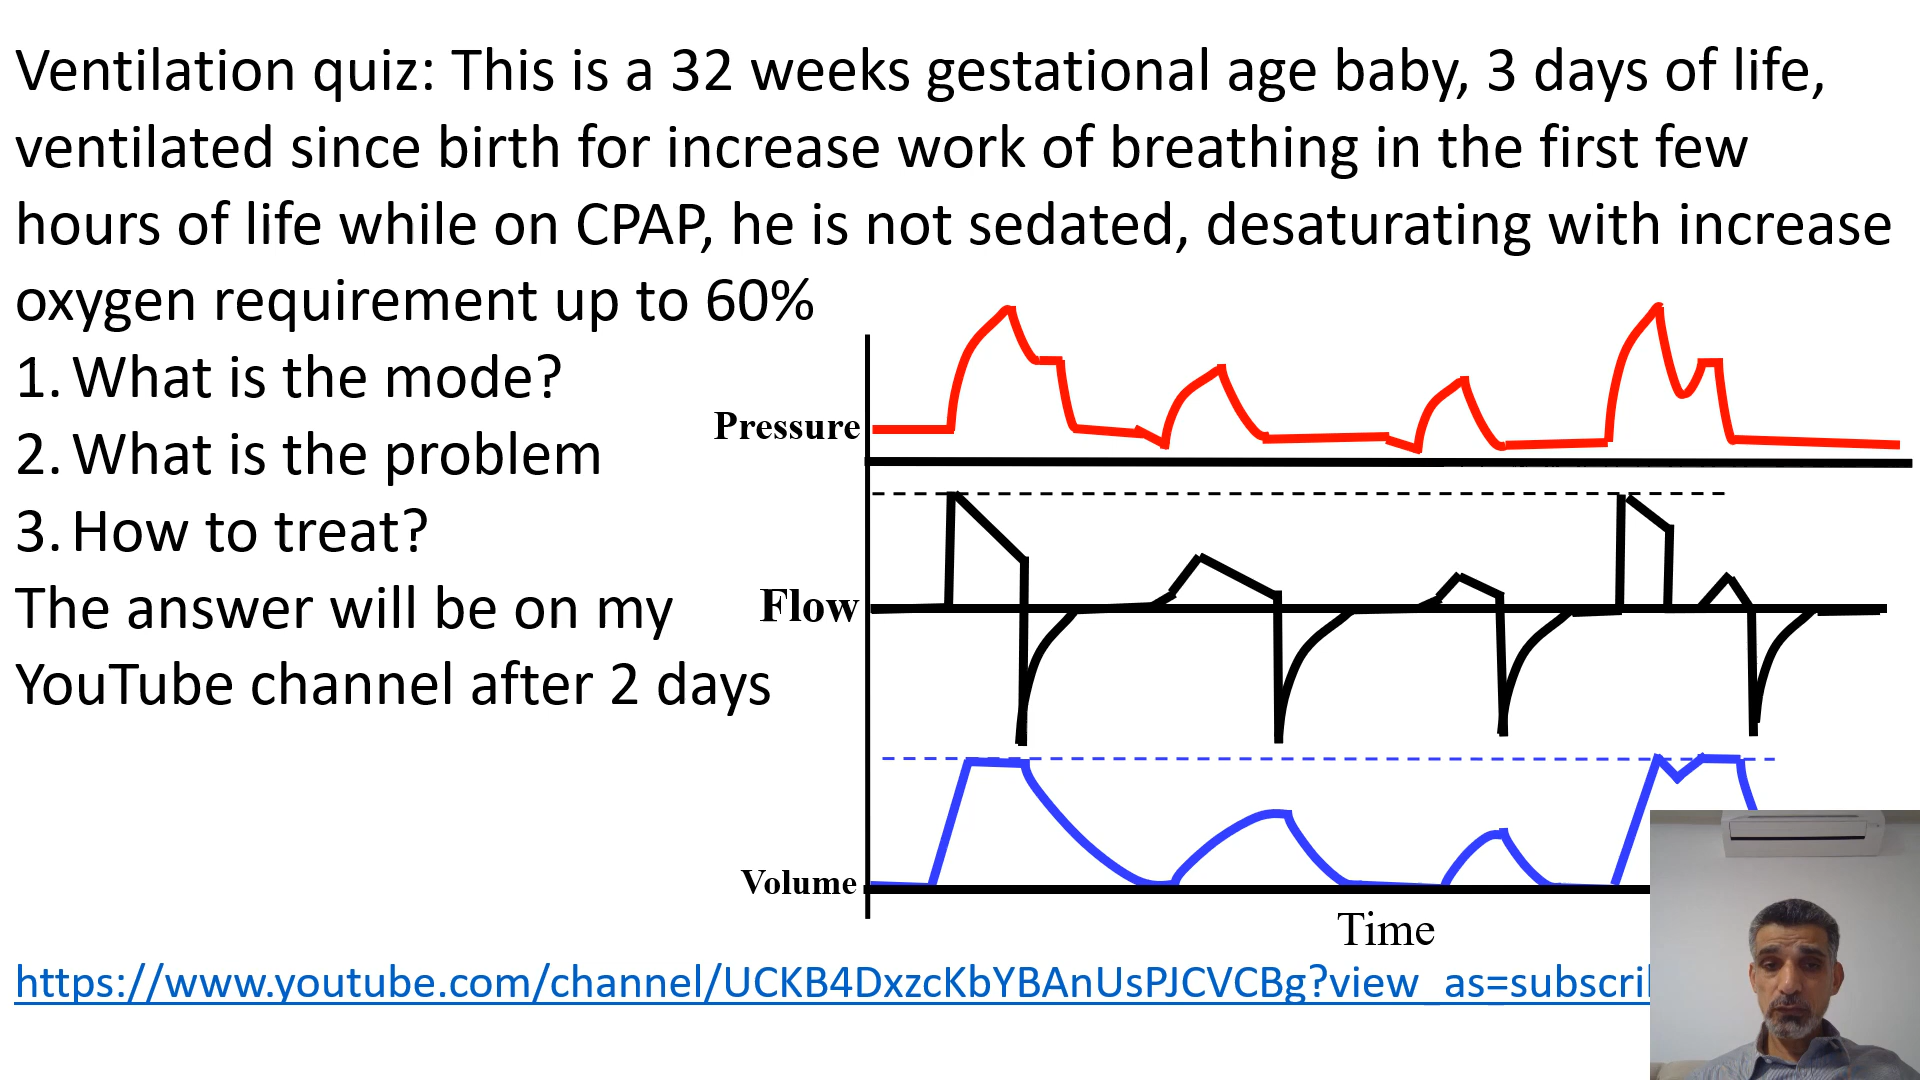 Ventilation quiz: This is a 32 weeks gestational age baby, 3 days of life,
ventilated since birth for increase work of breathing in the first few
hours of life while on CPAP, he is not sedated, desaturating with increase
oxygen requirement up to 60%
1. What is the mode?
2. What is the problem
3. How to treat?
The answer will be on my
YouTube channel after 2 days
Pressure
Flow
Volume
Time
https://www.youtube.com/channel/UCKB4DxzcKbYBAnUsPJCVCBg?view_as=subscri